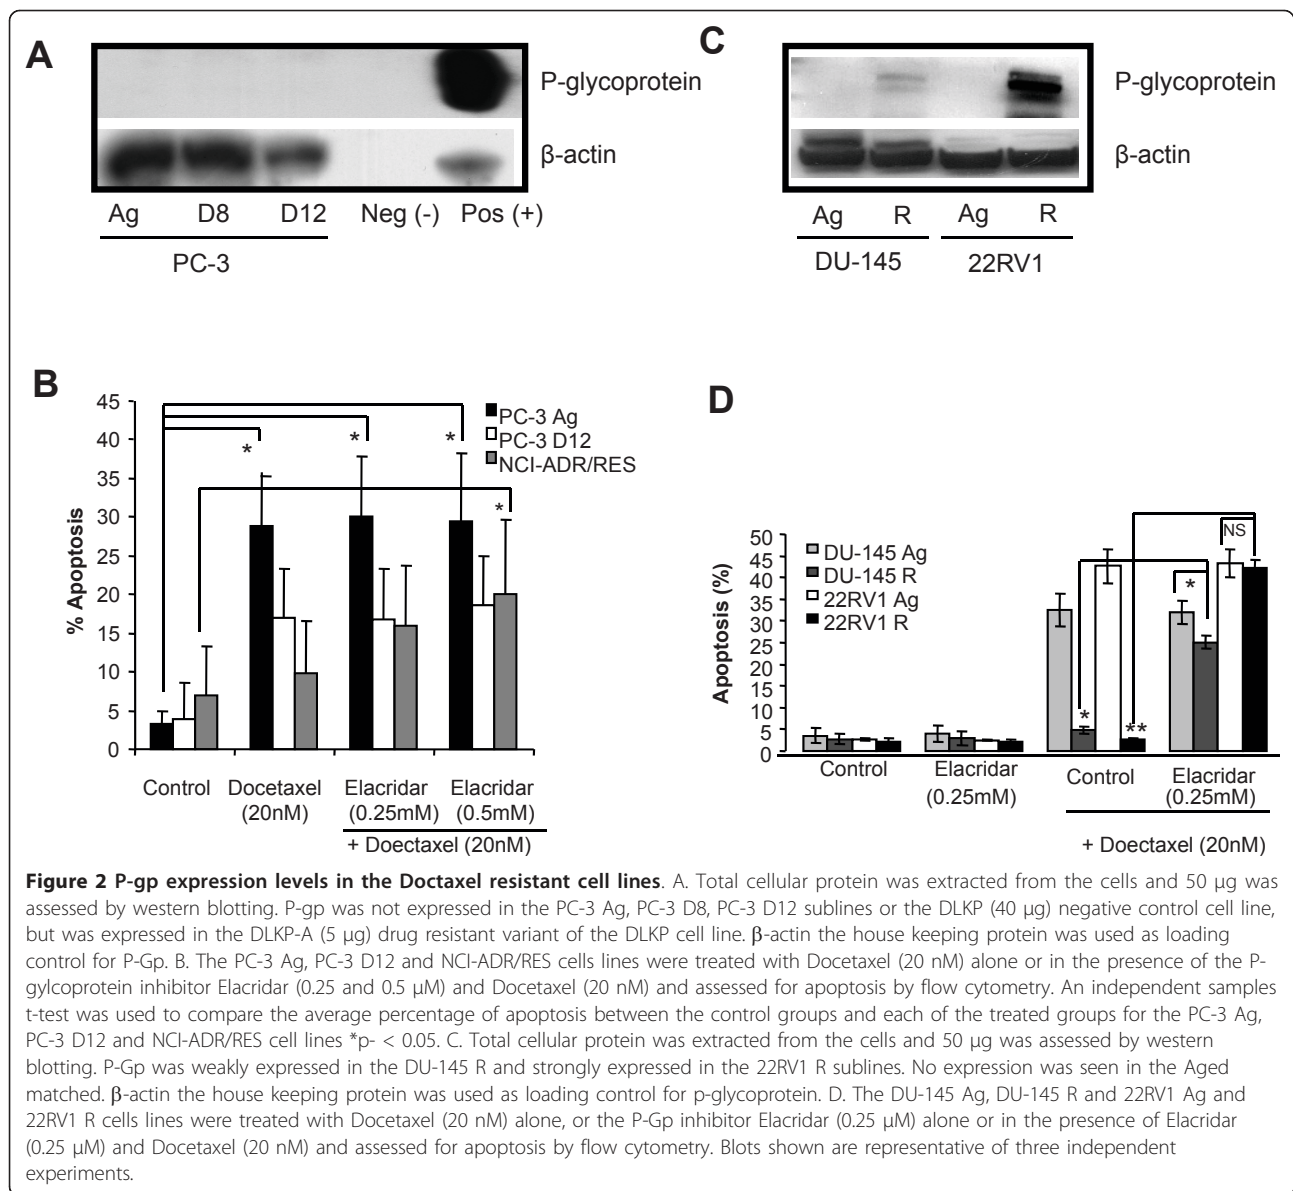 A
P-glycoprotein
β-actin
Ag D8 D12 Neg (-) Pos (+)
PC-3
C
P-glycoprotein
β-actin
Ag R Ag R
DU-145 22RV1
B
% Apoptosis
45
40
35
30
25
20
15
10
5
0
PC-3 Ag
PC-3 D12
NCI-ADR/RES
* * * *
Control Docetaxel Elacridar Elacridar
(20nM) (0.25mM) (0.5mM)
+ Doectaxel (20nM)
D
Apoptosis (%)
50
45
40
35
30
25
20
15
10
5
0
DU-145 Ag
DU-145 R
22RV1 Ag
22RV1 R
NS
*
* **
Control Elacridar Control Elacridar
(0.25mM) (0.25mM)
+ Doectaxel (20nM)
Figure 2 P-gp expression levels in the Doctaxel resistant cell lines. A. Total cellular protein was extracted from the cells and 50 μg was
assessed by western blotting. P-gp was not expressed in the PC-3 Ag, PC-3 D8, PC-3 D12 sublines or the DLKP (40 μg) negative control cell line,
but was expressed in the DLKP-A (5 μg) drug resistant variant of the DLKP cell line. β-actin the house keeping protein was used as loading
control for P-Gp. B. The PC-3 Ag, PC-3 D12 and NCI-ADR/RES cells lines were treated with Docetaxel (20 nM) alone or in the presence of the P-
gylcoprotein inhibitor Elacridar (0.25 and 0.5 μM) and Docetaxel (20 nM) and assessed for apoptosis by flow cytometry. An independent samples
t-test was used to compare the average percentage of apoptosis between the control groups and each of the treated groups for the PC-3 Ag,
PC-3 D12 and NCI-ADR/RES cell lines *p- < 0.05. C. Total cellular protein was extracted from the cells and 50 μg was assessed by western
blotting. P-Gp was weakly expressed in the DU-145 R and strongly expressed in the 22RV1 R sublines. No expression was seen in the Aged
matched. β-actin the house keeping protein was used as loading control for p-glycoprotein. D. The DU-145 Ag, DU-145 R and 22RV1 Ag and
22RV1 R cells lines were treated with Docetaxel (20 nM) alone, or the P-Gp inhibitor Elacridar (0.25 μM) alone or in the presence of Elacridar
(0.25 μM) and Docetaxel (20 nM) and assessed for apoptosis by flow cytometry. Blots shown are representative of three independent
experiments.